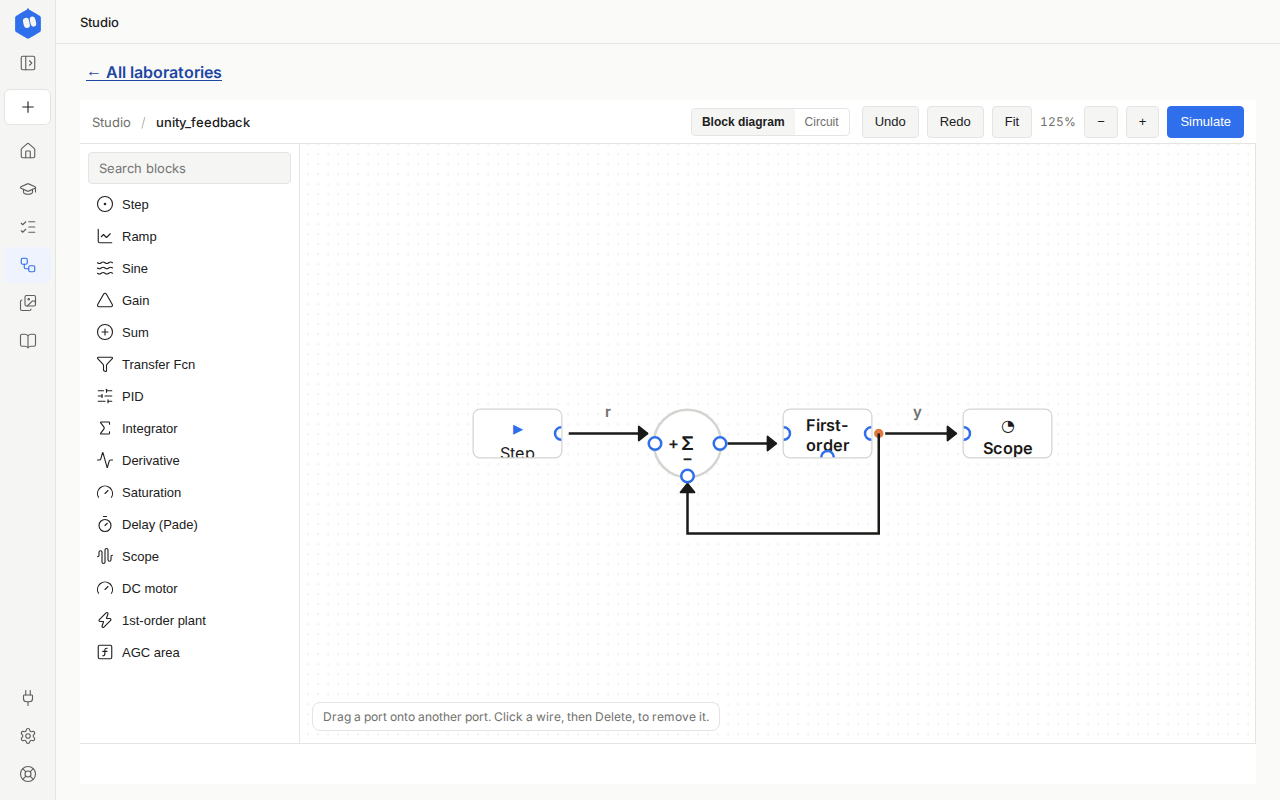 Studio
← All laboratories
Studio / unity_feedback
Block diagram
Circuit
Undo
Redo
Fit
125%
−
+
Simulate
Search blocks
Step
Ramp
Sine
Gain
Sum
Transfer Fcn
PID
Integrator
Derivative
Saturation
Delay (Pade)
Scope
DC motor
1st-order plant
AGC area
r
y
Step
+ Σ
−
First-
order
Scope
Drag a port onto another port. Click a wire, then Delete, to remove it.